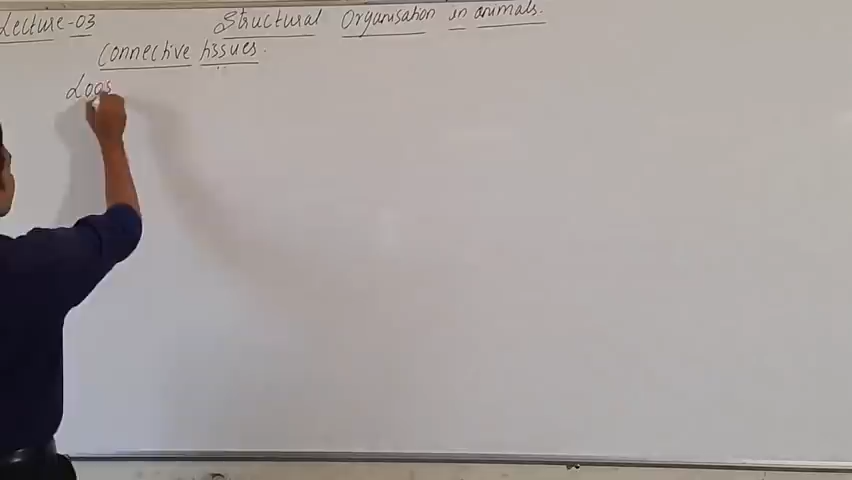 Lecture-03 Structural Organisation in animals.
Connective tissues.
Loos